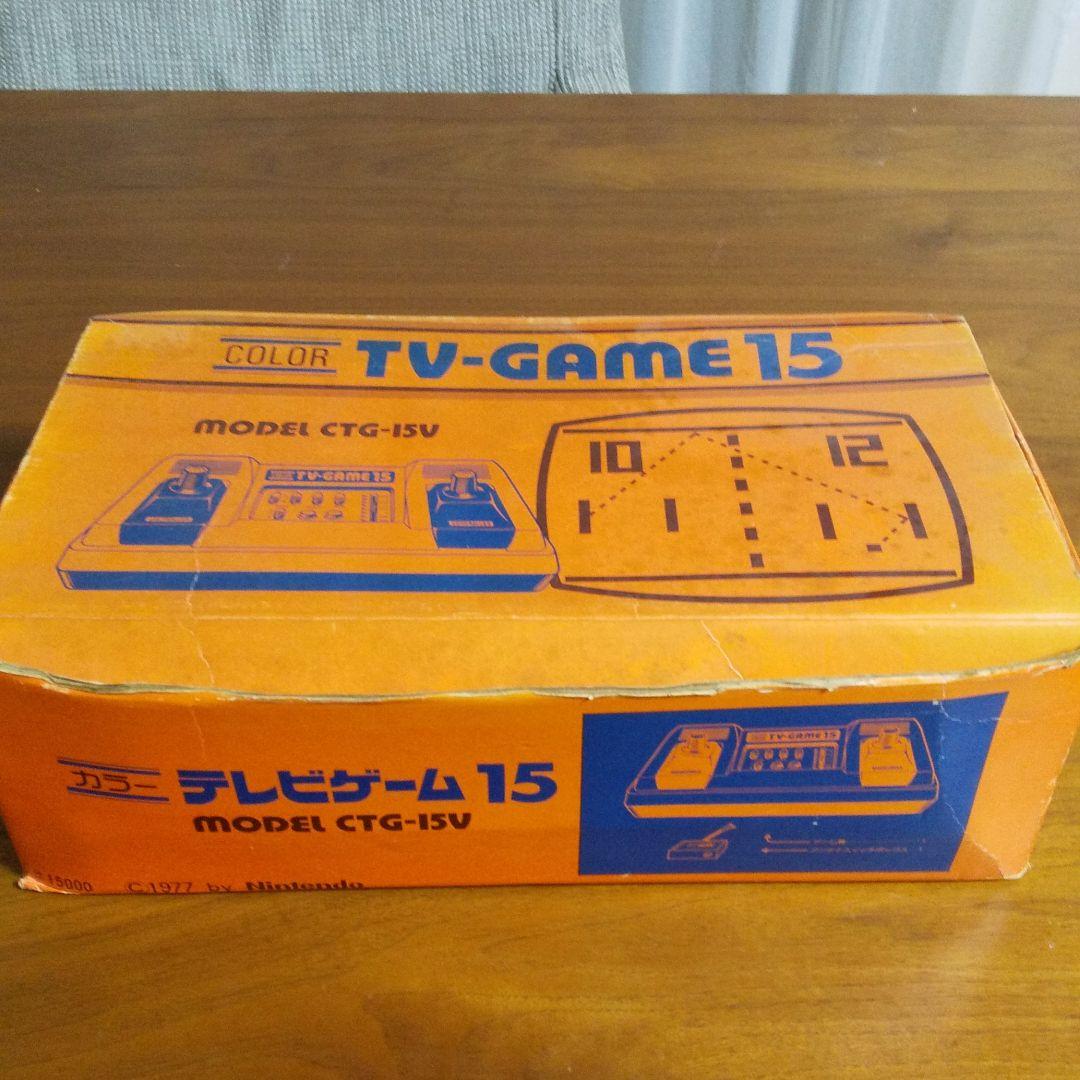 COLOR TV-GAME 15
MODEL CTG-15V
TV-GAME 15
10 12
カラー テレビゲーム 15
MODEL CTG-15V
TV-GAME 15
15000 C 1977 by Nintendo